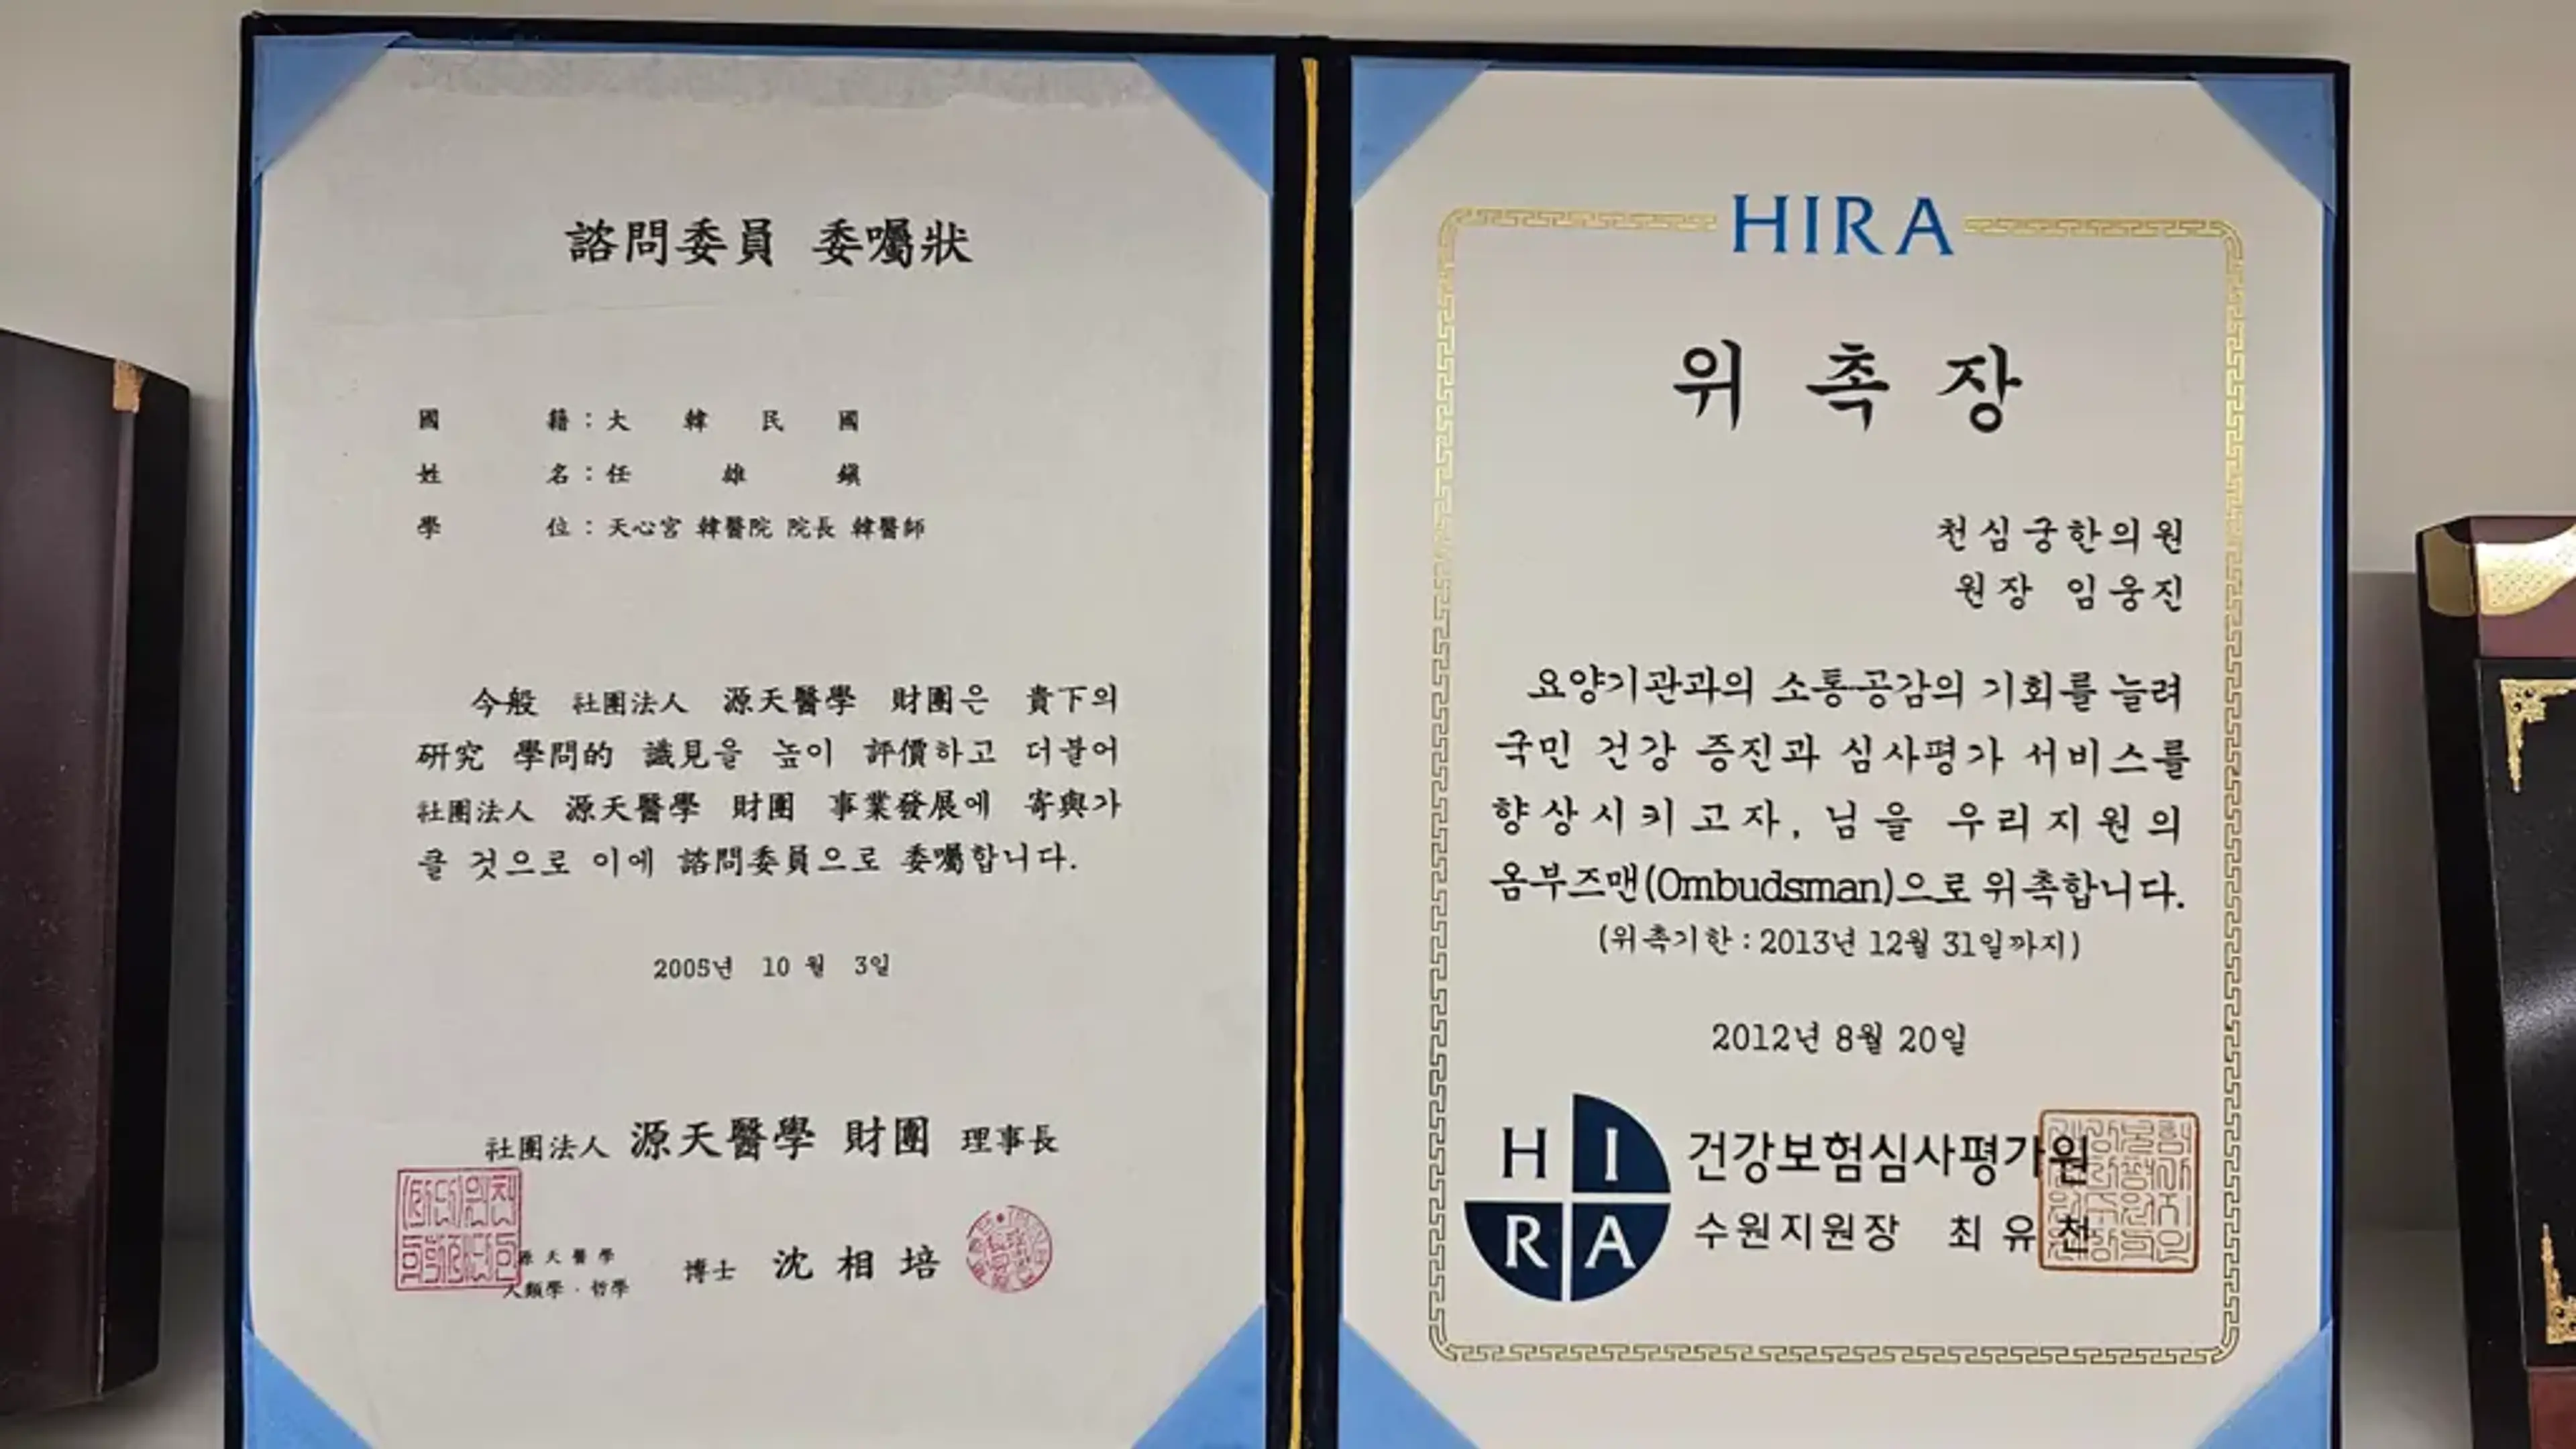 諮問委員 委囑狀
國 籍 : 大 韓 民 國
姓 名 : 任 雄 鎭
學 位 : 天心宮 韓醫院 院長 韓醫師
今般 社團法人 源天醫學 財團은 貴下의
硏究 學問的 識見을 높이 評價하고 더불어
社團法人 源天醫學 財團 事業發展에 寄與가
클 것으로 이에 諮問委員으로 委囑합니다.
2005년 10 월 3일
社團法人 源天醫學 財團 理事長
源 天 醫 學
人類學 · 哲學
博士 沈 相 培
HIRA
위 촉 장
천심궁한의원
원장 임웅진
요양기관과의 소통·공감의 기회를 늘려
국민 건강 증진과 심사평가 서비스를
향상시키고자, 님을 우리지원의
옴부즈맨(Ombudsman)으로 위촉합니다.
(위촉기한 : 2013년 12월 31일까지)
2012년 8월 20일
H I
R A
건강보험심사평가원
수원지원장 최유천